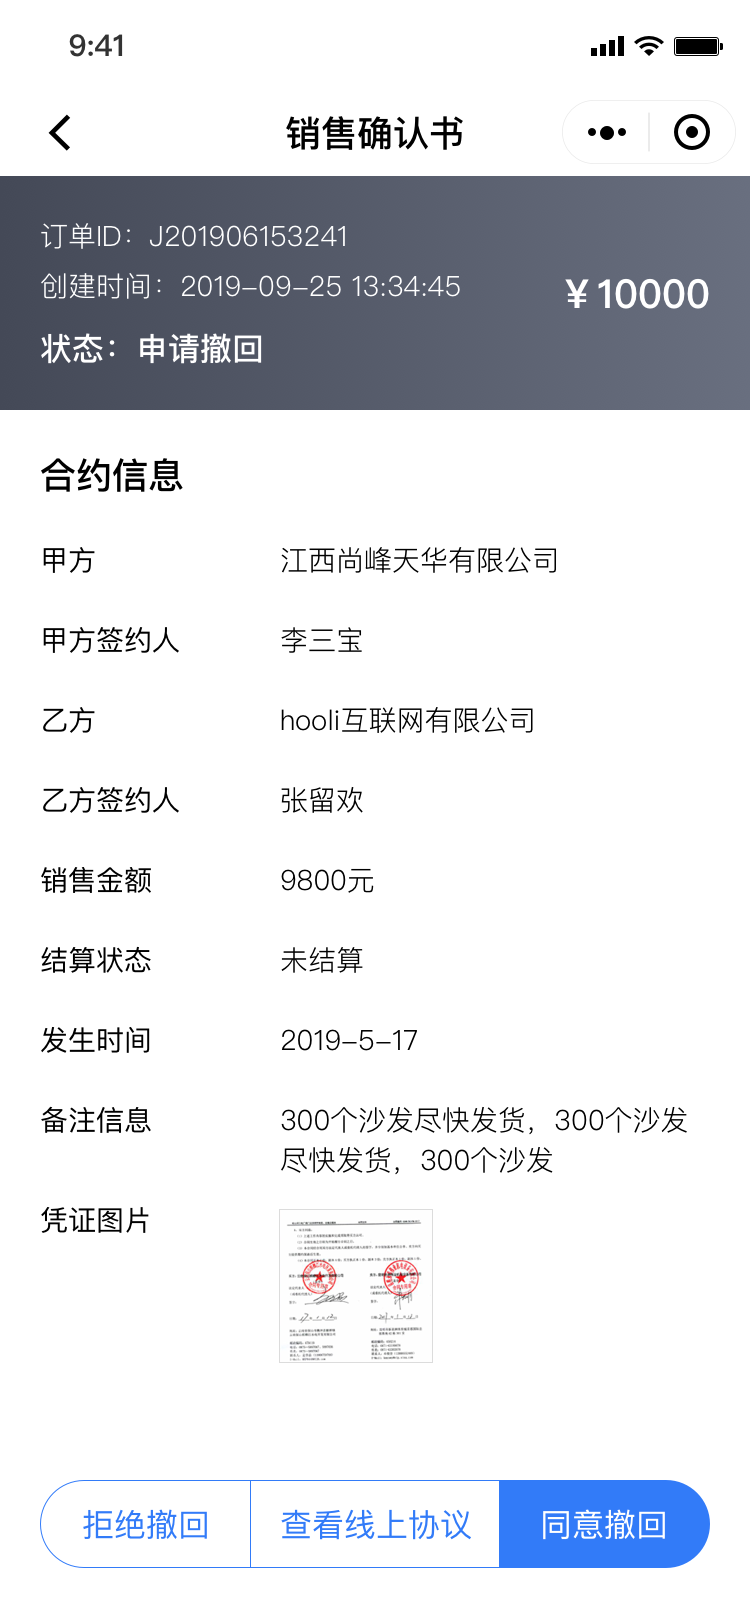 9:41
销售确认书
订单ID：J201906153241
创建时间：2019-09-25 13:34:45
¥10000
状态：申请撤回
合约信息
甲方 江西尚峰天华有限公司
甲方签约人 李三宝
乙方 hooli互联网有限公司
乙方签约人 张留欢
销售金额 9800元
结算状态 未结算
发生时间 2019-5-17
备注信息 300个沙发尽快发货，300个沙发
尽快发货，300个沙发
凭证图片
拒绝撤回 查看线上协议 同意撤回